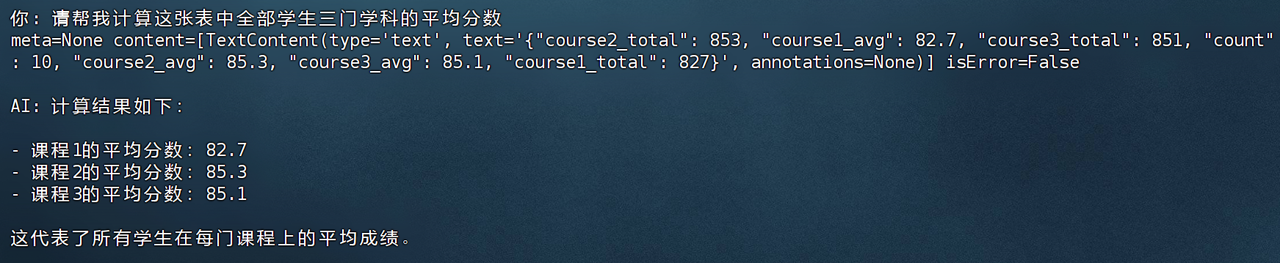 你: 请帮我计算这张表中全部学生三门学科的平均分数
meta=None content=[TextContent(type='text', text='{"course2_total": 853, "course1_avg": 82.7, "course3_total": 851, "count"
: 10, "course2_avg": 85.3, "course3_avg": 85.1, "course1_total": 827}', annotations=None)] isError=False
AI: 计算结果如下:
- 课程1的平均分数: 82.7
- 课程2的平均分数: 85.3
- 课程3的平均分数: 85.1
这代表了所有学生在每门课程上的平均成绩。